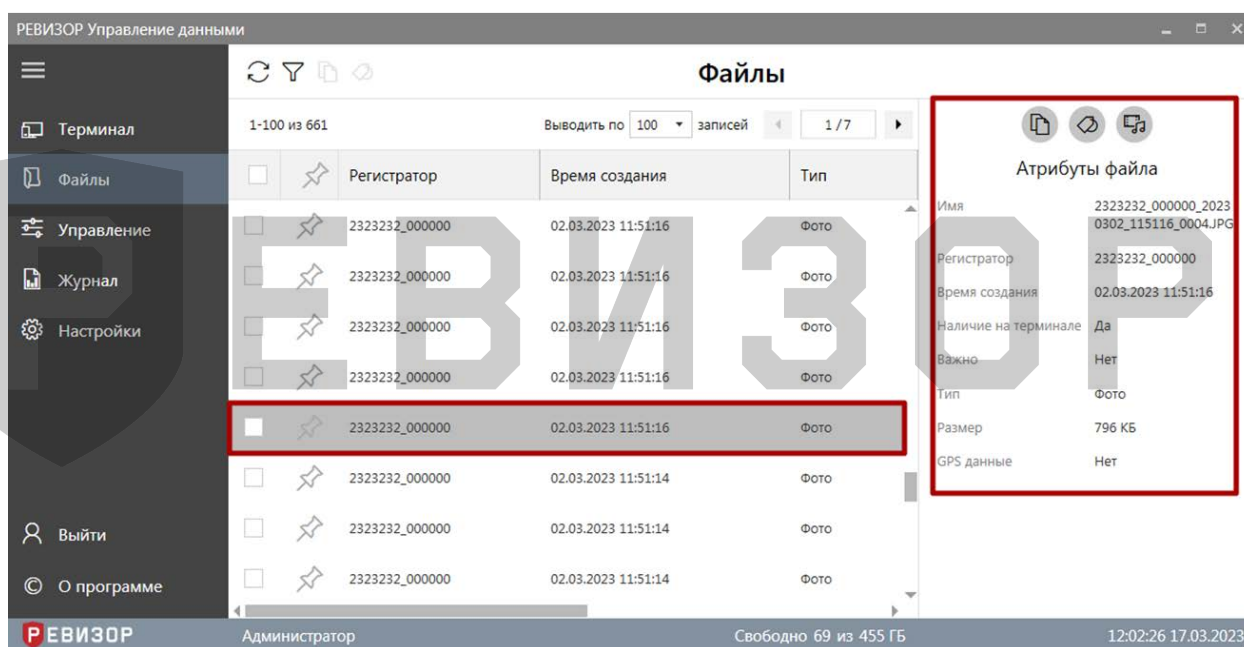 РЕВИЗОР Управление данными
Файлы
Терминал
Файлы
Управление
Журнал
Настройки
Выйти
© О программе
1-100 из 661
Выводить по 100 записей
1 / 7
Регистратор Время создания Тип
2323232_000000 02.03.2023 11:51:16 Фото
2323232_000000 02.03.2023 11:51:16 Фото
2323232_000000 02.03.2023 11:51:16 Фото
2323232_000000 02.03.2023 11:51:16 Фото
2323232_000000 02.03.2023 11:51:16 Фото
2323232_000000 02.03.2023 11:51:14 Фото
2323232_000000 02.03.2023 11:51:14 Фото
2323232_000000 02.03.2023 11:51:14 Фото
Атрибуты файла
Имя 2323232_000000_2023
0302_115116_0004.JPG
Регистратор 2323232_000000
Время создания 02.03.2023 11:51:16
Наличие на терминале Да
Важно Нет
Тип Фото
Размер 796 КБ
GPS данные Нет
РЕВИЗОР
РЕВИЗОР Администратор Свободно 69 из 455 ГБ 12:02:26 17.03.2023